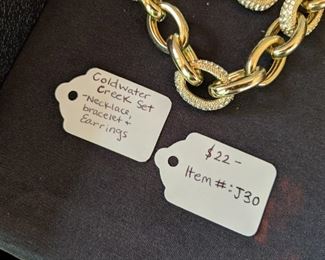 Coldwater
Creek Set
-Necklace,
bracelet +
Earrings
$22-
Item#:J30